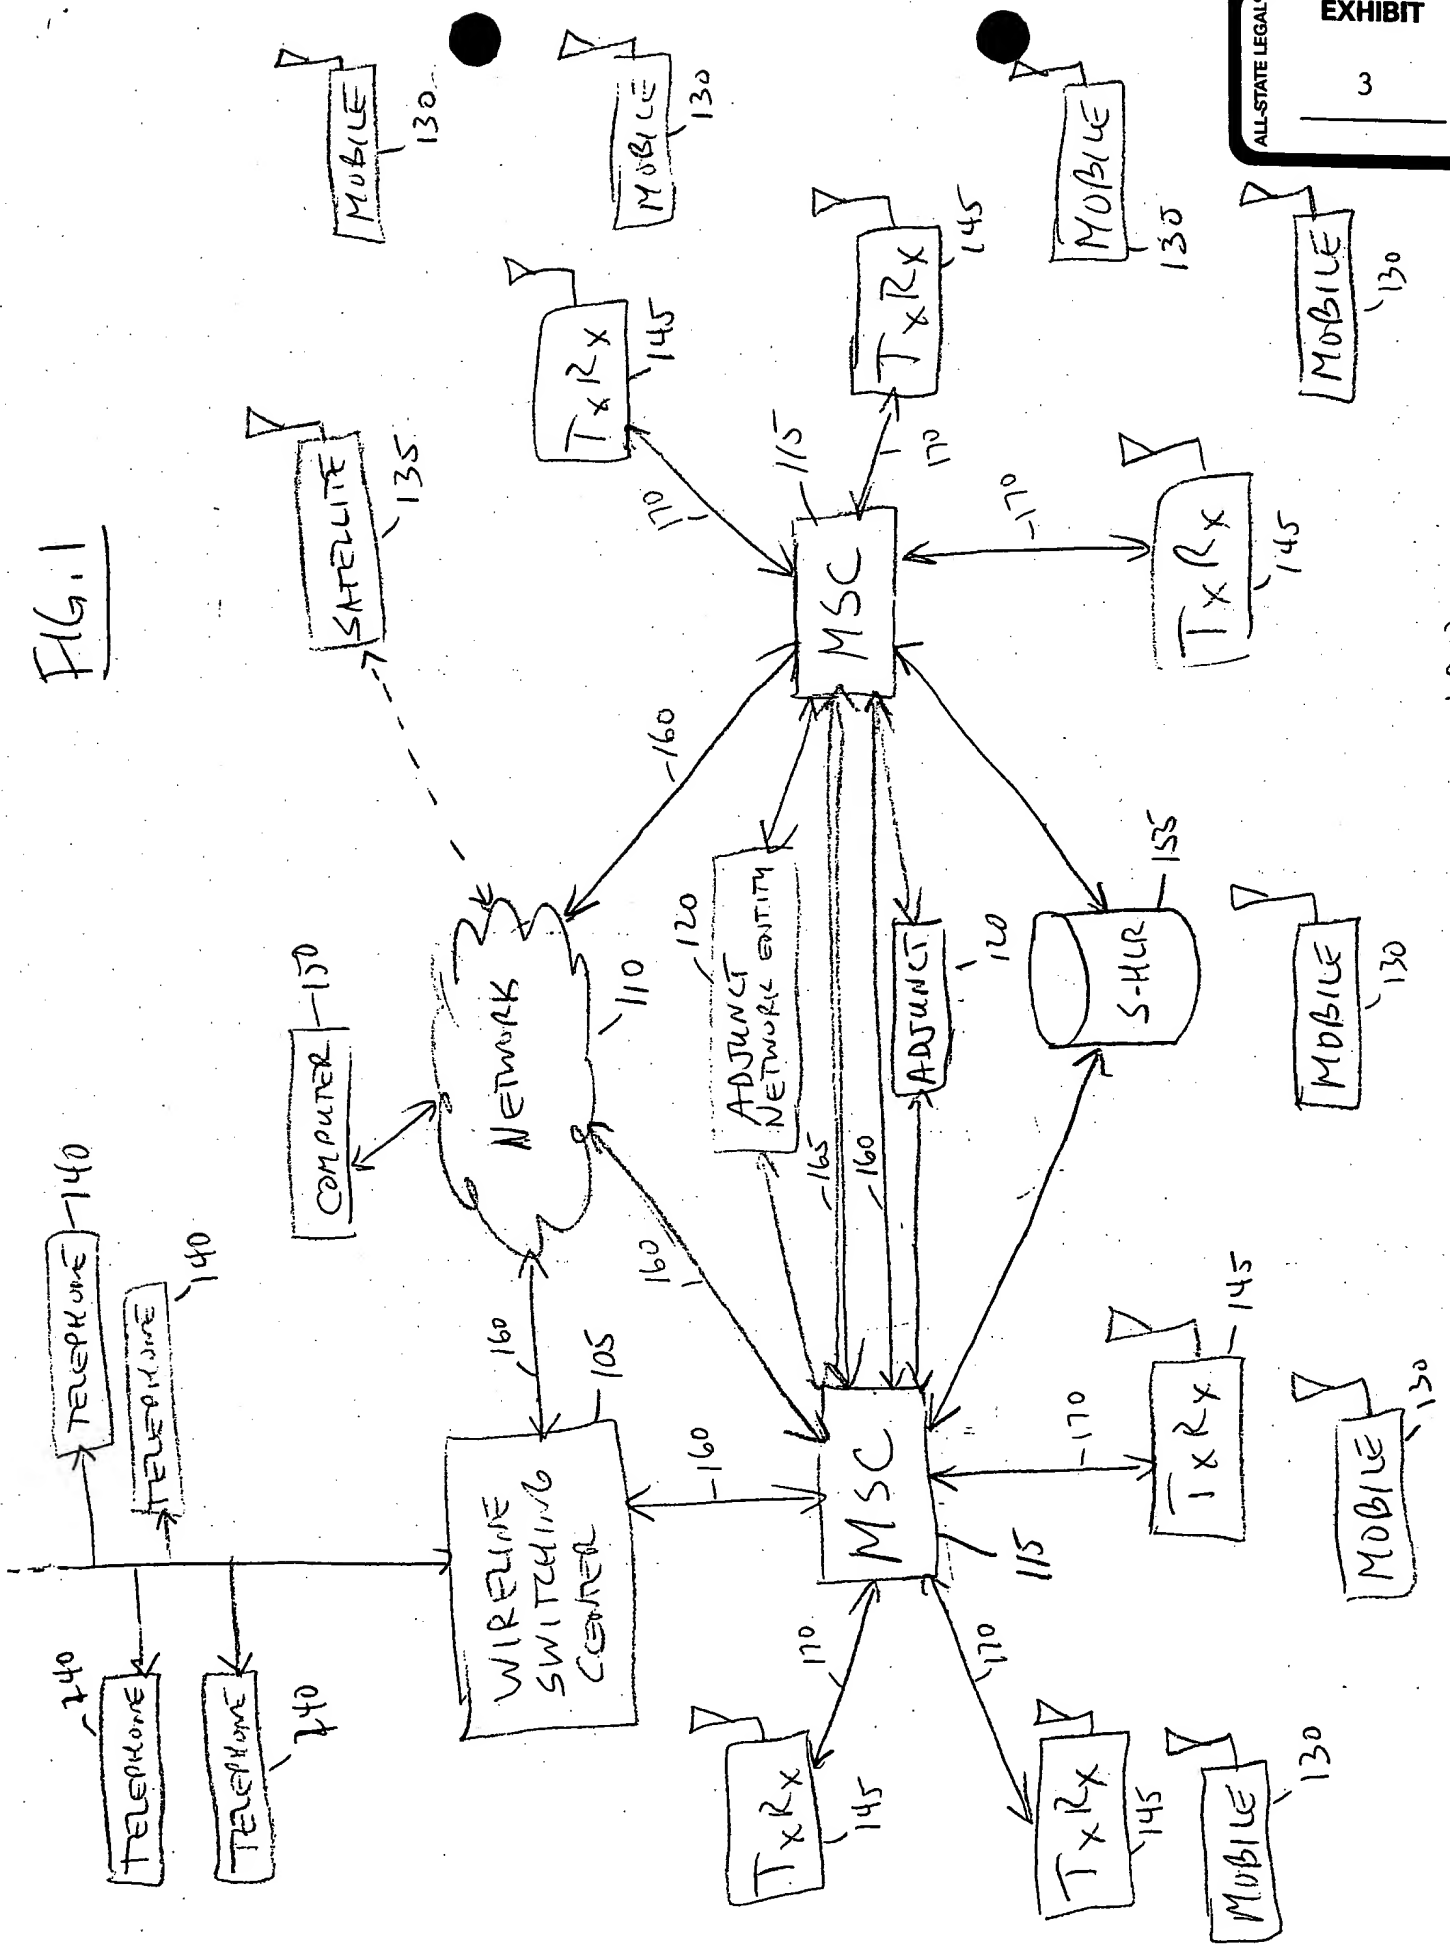 FIG. 1
TELEPHONE
140
TELEPHONE
140
TELEPHONE
140
TELEPHONE
140
COMPUTER
150
SATELLITE
135
MOBILE
130
MOBILE
130
WIRELINE
SWITCHING
CENTER
105
160
NETWORK
110
TxRx
145
170
160
160
160
ADJUNCT
NETWORK ENTITY
120
165
160
ADJUNCT
120
MSC
115
MSC
115
170
TxRx
145
170
TxRx
145
170
TxRx
145
170
TxRx
145
170
TxRx
145
S-HLR
155
MOBILE
130
MOBILE
130
MOBILE
130
MOBILE
130
MOBILE
130
ALL-STATE LEGAL
EXHIBIT
3